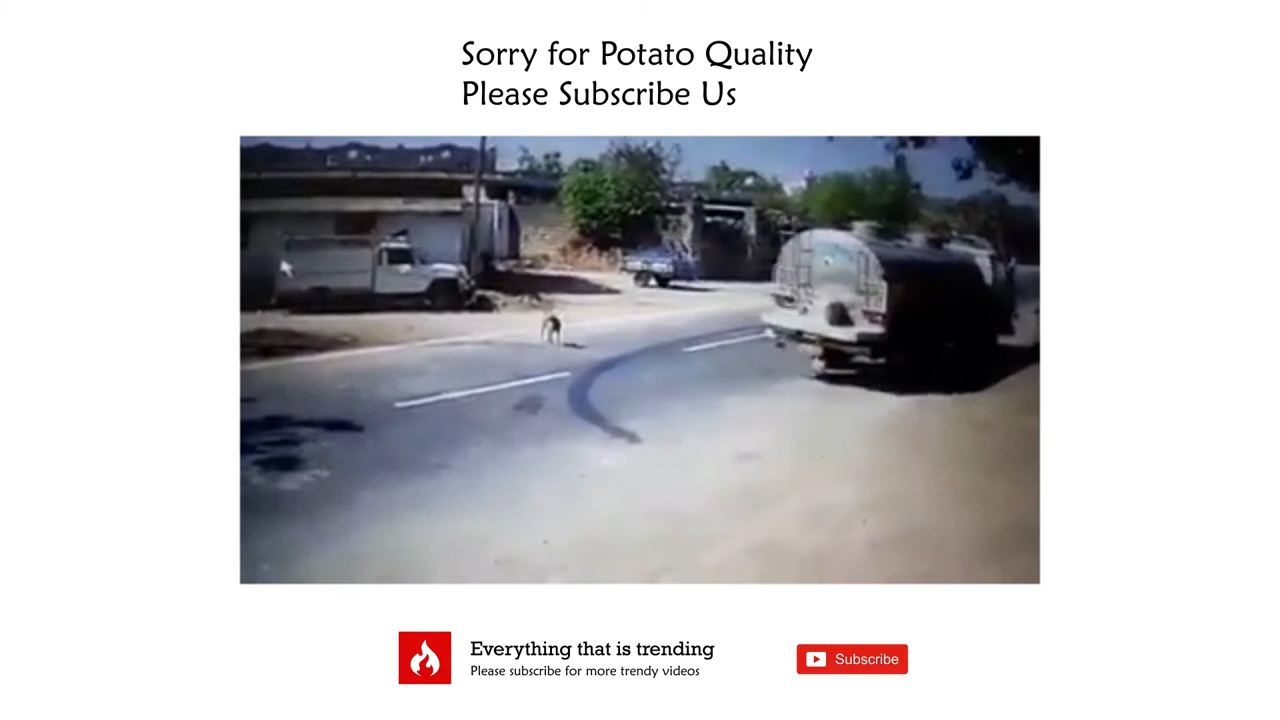 Sorry for Potato Quality
Please Subscribe Us
Everything that is trending
Please subscribe for more trendy videos
Subscribe